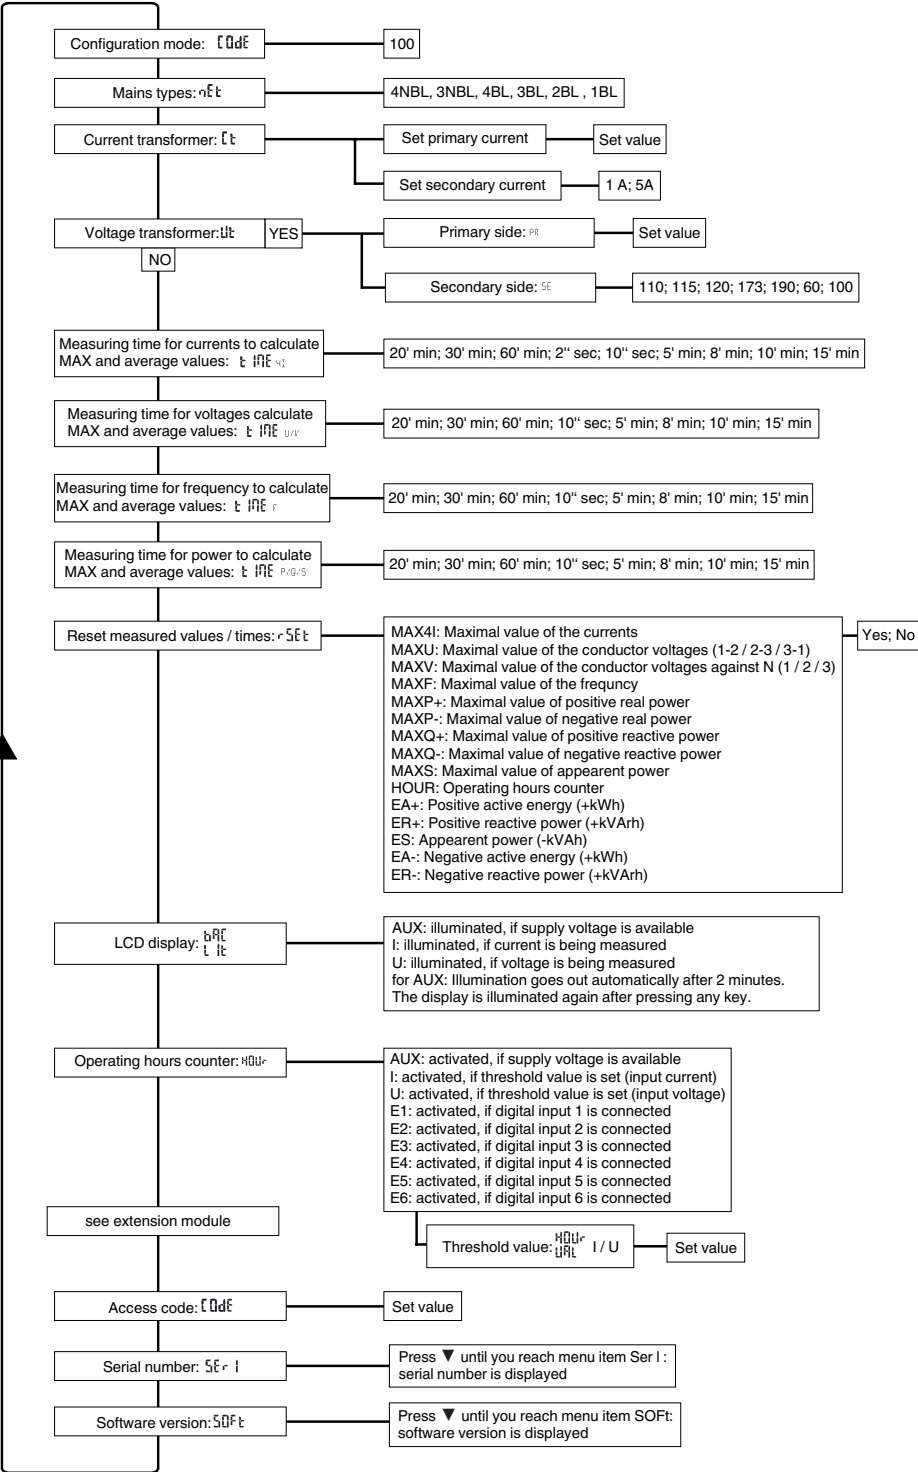 Configuration mode: COdE
100
Mains types: nEt
4NBL, 3NBL, 4BL, 3BL, 2BL , 1BL
Current transformer: Ct
Set primary current
Set value
Set secondary current
1 A; 5A
Voltage transformer: Ut
YES
Primary side: PR
Set value
NO
Secondary side: SE
110; 115; 120; 173; 190; 60; 100
Measuring time for currents to calculate
MAX and average values: tIME 4I
20' min; 30' min; 60' min; 2'' sec; 10'' sec; 5' min; 8' min; 10' min; 15' min
Measuring time for voltages calculate
MAX and average values: tIME U/V
20' min; 30' min; 60' min; 10'' sec; 5' min; 8' min; 10' min; 15' min
Measuring time for frequency to calculate
MAX and average values: tIME F
20' min; 30' min; 60' min; 10'' sec; 5' min; 8' min; 10' min; 15' min
Measuring time for power to calculate
MAX and average values: tIME P/Q/S
20' min; 30' min; 60' min; 10'' sec; 5' min; 8' min; 10' min; 15' min
Reset measured values / times: rSEt
MAX4I: Maximal value of the currents
MAXU: Maximal value of the conductor voltages (1-2 / 2-3 / 3-1)
MAXV: Maximal value of the conductor voltages against N (1 / 2 / 3)
MAXF: Maximal value of the frequncy
MAXP+: Maximal value of positive real power
MAXP-: Maximal value of negative real power
MAXQ+: Maximal value of positive reactive power
MAXQ-: Maximal value of negative reactive power
MAXS: Maximal value of appearent power
HOUR: Operating hours counter
EA+: Positive active energy (+kWh)
ER+: Positive reactive power (+kVArh)
ES: Appearent power (-kVAh)
EA-: Negative active energy (+kWh)
ER-: Negative reactive power (+kVArh)
Yes; No
LCD display: bAC
LIt
AUX: illuminated, if supply voltage is available
I: illuminated, if current is being measured
U: illuminated, if voltage is being measured
for AUX: Illumination goes out automatically after 2 minutes.
The display is illuminated again after pressing any key.
Operating hours counter: HOUr
AUX: activated, if supply voltage is available
I: activated, if threshold value is set (input current)
U: activated, if threshold value is set (input voltage)
E1: activated, if digital input 1 is connected
E2: activated, if digital input 2 is connected
E3: activated, if digital input 3 is connected
E4: activated, if digital input 4 is connected
E5: activated, if digital input 5 is connected
E6: activated, if digital input 6 is connected
see extension module
Threshold value: HOUr VAL I / U
Set value
Access code: COdE
Set value
Serial number: SEr I
Press ▼ until you reach menu item Ser I :
serial number is displayed
Software version: SOFt
Press ▼ until you reach menu item SOFt:
software version is displayed